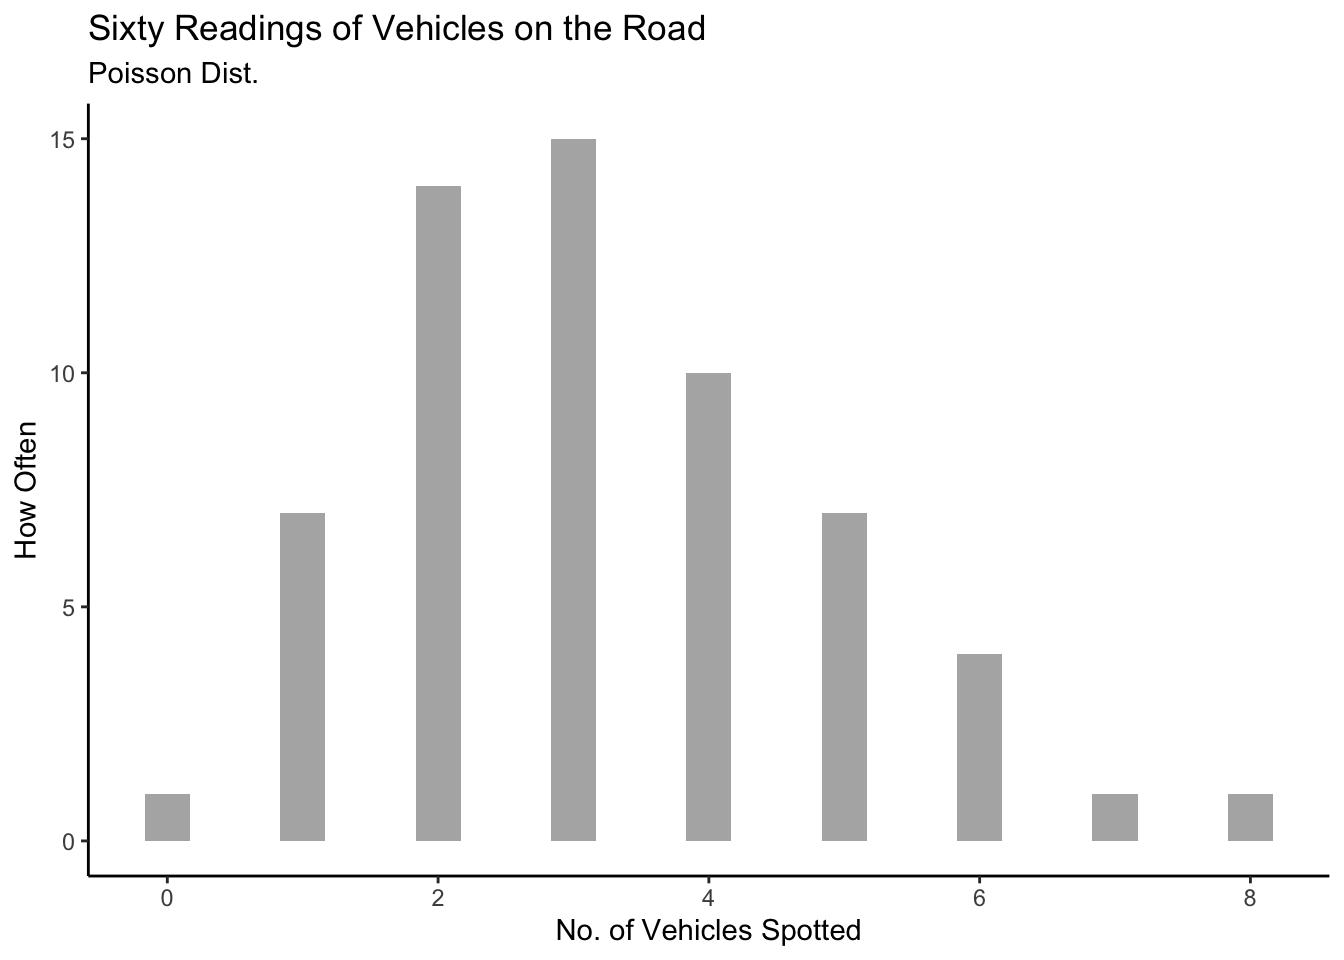 Sixty Readings of Vehicles on the Road
Poisson Dist.
15
10
5
0
How Often
0 2 4 6 8
No. of Vehicles Spotted